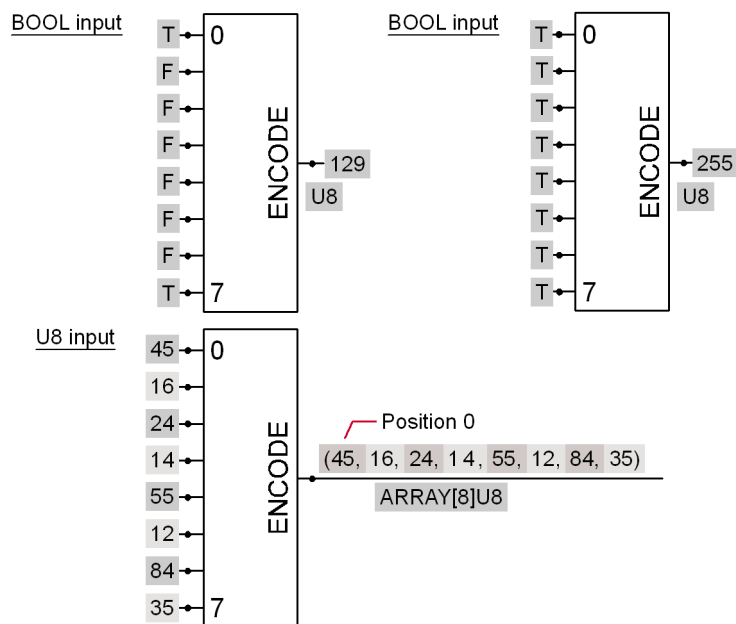 BOOL input
T 0
F
F
F
F
F
F
T 7
ENCODE
129
U8
BOOL input
T 0
T
T
T
T
T
T
T 7
ENCODE
255
U8
U8 input
45 0
16
24
14
55
12
84
35 7
ENCODE
Position 0
(45, 16, 24, 14, 55, 12, 84, 35)
ARRAY[8]U8